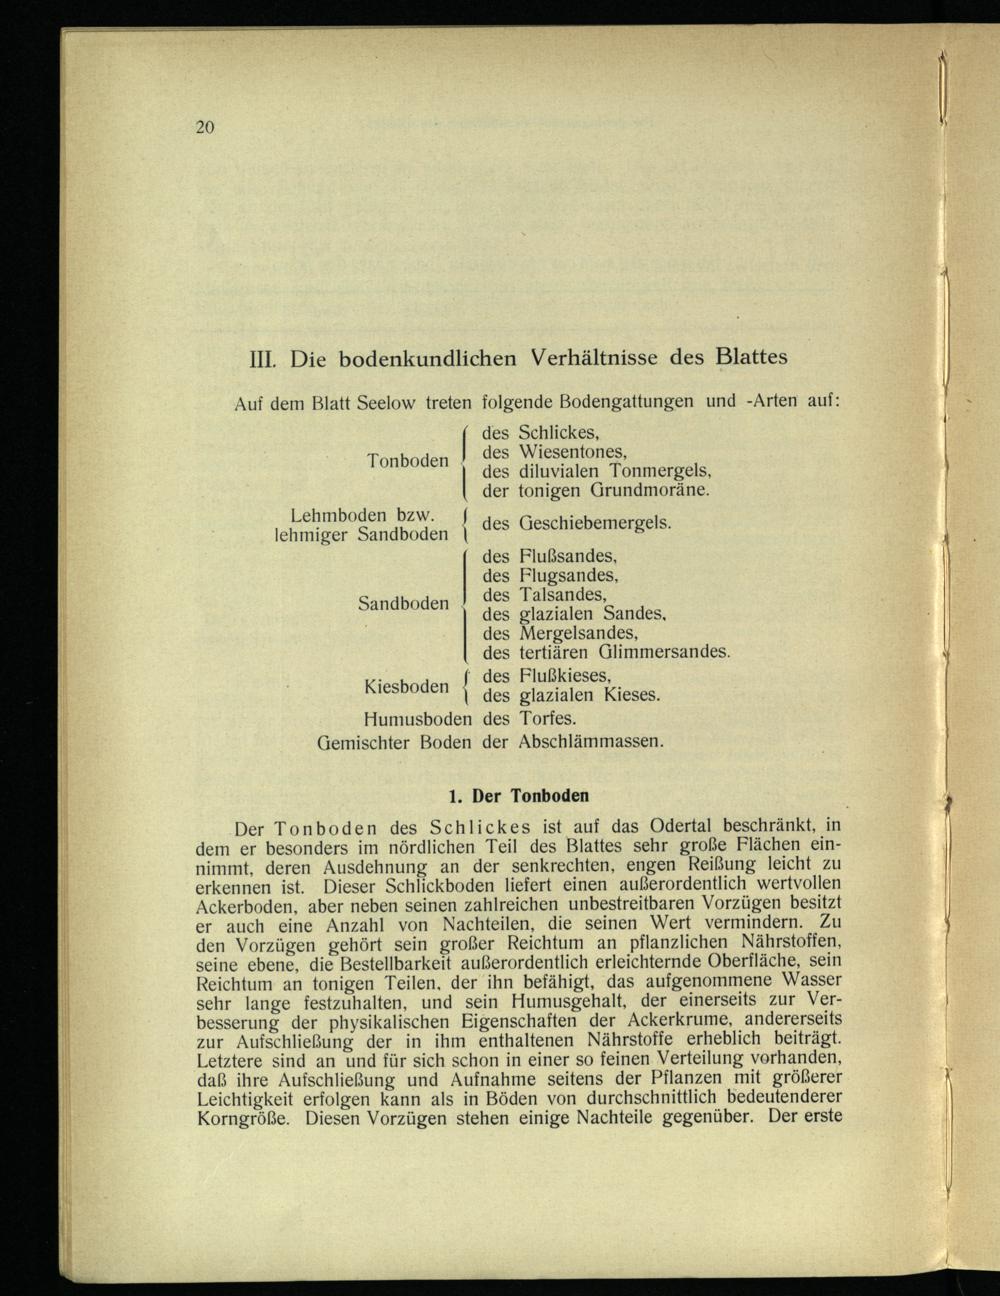 20
III. Die bodenkundlichen Verhältnisse des Blattes
Auf dem Blatt Seelow treten folgende Bodengattungen und -Arten auf:
Tonboden
des Schlickes,
des Wiesentones,
des diluvialen Tonmergels,
der tonigen Grundmoräne.
Lehmboden bzw.
lehmiger Sandboden
des Geschiebemergels.
Sandboden
des Flußsandes,
des Flugsandes,
des Talsandes,
des glazialen Sandes,
des Mergelsandes,
des tertiären Glimmersandes.
Kiesboden
des Flußkieses,
des glazialen Kieses.
Humusboden des Torfes.
Gemischter Boden der Abschlämmassen.
1. Der Tonboden
Der Tonboden des Schlickes ist auf das Odertal beschränkt, in
dem er besonders im nördlichen Teil des Blattes sehr große Flächen ein-
nimmt, deren Ausdehnung an der senkrechten, engen Reißung leicht zu
erkennen ist. Dieser Schlickboden liefert einen außerordentlich wertvollen
Ackerboden, aber neben seinen zahlreichen unbestreitbaren Vorzügen besitzt
er auch eine Anzahl von Nachteilen, die seinen Wert vermindern. Zu
den Vorzügen gehört sein großer Reichtum an pflanzlichen Nährstoffen,
seine ebene, die Bestellbarkeit außerordentlich erleichternde Oberfläche, sein
Reichtum an tonigen Teilen, der ihn befähigt, das aufgenommene Wasser
sehr lange festzuhalten, und sein Humusgehalt, der einerseits zur Ver-
besserung der physikalischen Eigenschaften der Ackerkrume, andererseits
zur Aufschließung der in ihm enthaltenen Nährstoffe erheblich beiträgt.
Letztere sind an und für sich schon in einer so feinen Verteilung vorhanden,
daß ihre Aufschließung und Aufnahme seitens der Pflanzen mit größerer
Leichtigkeit erfolgen kann als in Böden von durchschnittlich bedeutenderer
Korngröße. Diesen Vorzügen stehen einige Nachteile gegenüber. Der erste